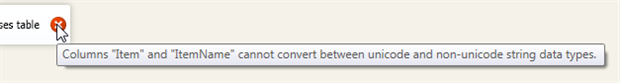 ses table
Columns "Item" and "ItemName" cannot convert between unicode and non-unicode string data types.